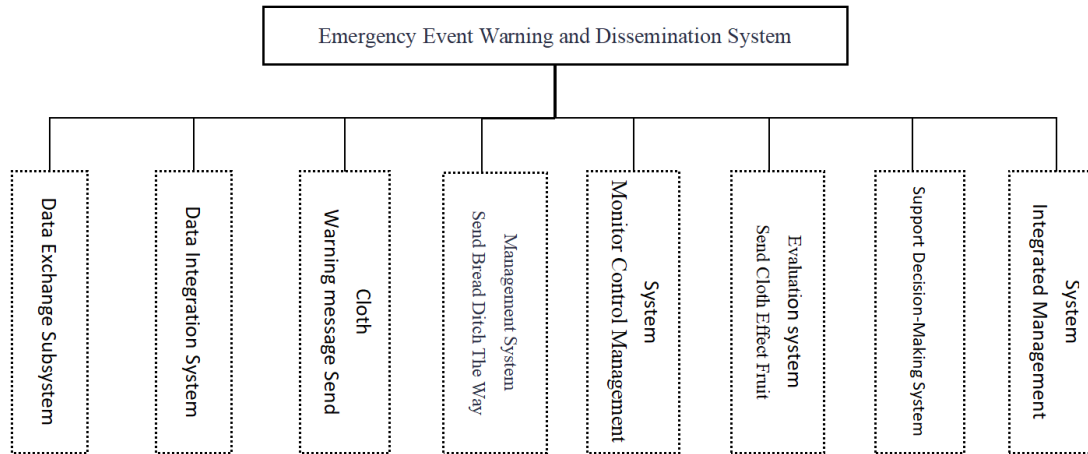 Emergency Event Warning and Dissemination System
Data Exchange Subsystem
Data Integration System
Warning message Send
Cloth
Send Bread Ditch The Way
Management System
Monitor Control Management
System
Send Cloth Effect Fruit
Evaluation system
Support Decision-Making System
Integrated Management
System